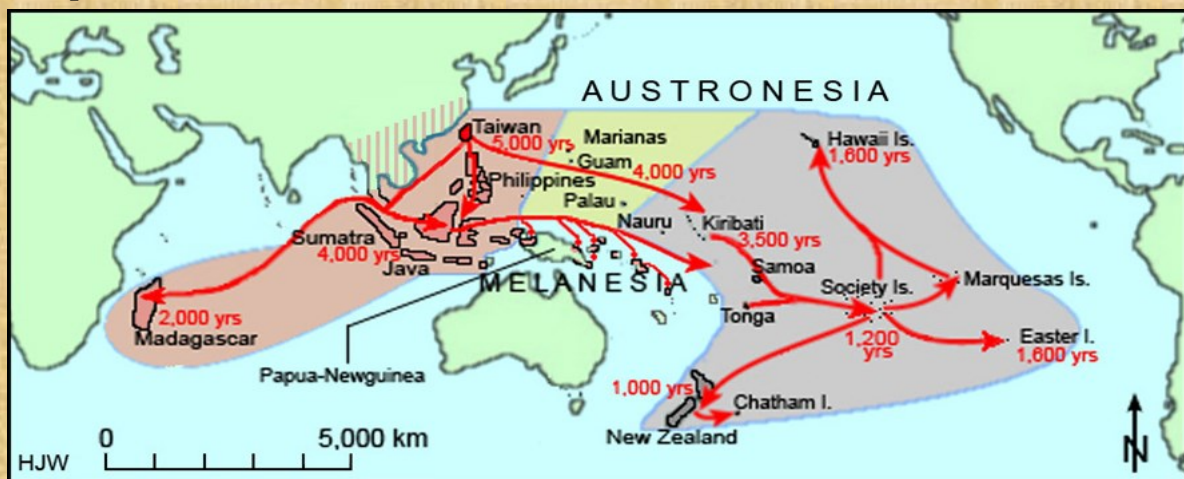 AUSTRONESIA
Taiwan
5,000 yrs
Marianas
Guam
4,000 yrs
Hawaii Is.
1,600 yrs
Philippines
Palau
Nauru
Kiribati
3,500 yrs
Sumatra
4,000 yrs
Java
MELANESIA
Samoa
Society Is.
Marquesas Is.
2,000 yrs
Madagascar
Tonga
1,200
yrs
Easter I.
1,600 yrs
Papua-Newguinea
1,000 yrs
Chatham I.
New Zealand
0 5,000 km
HJW
N